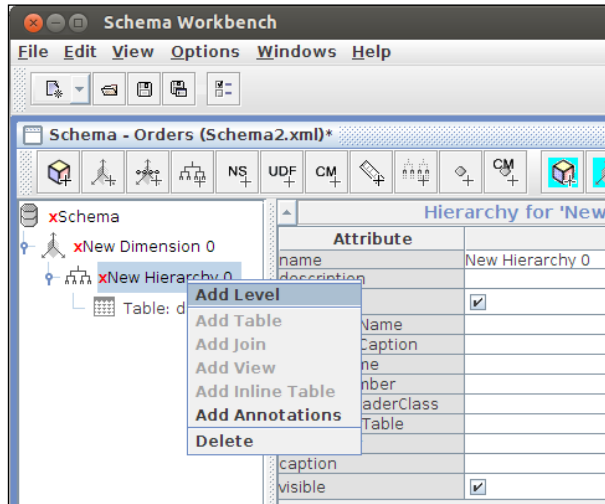 Schema Workbench
File Edit View Options Windows Help
Schema - Orders (Schema2.xml)*
NS UDF CM CM
xSchema
xNew Dimension 0
xNew Hierarchy 0
Table: d
Hierarchy for 'New
Attribute
name New Hierarchy 0
description
Add Level
Add Table
Name
Add Join
Caption
Add View
Add Inline Table
aderClass
Add Annotations
Table
Delete
caption
visible